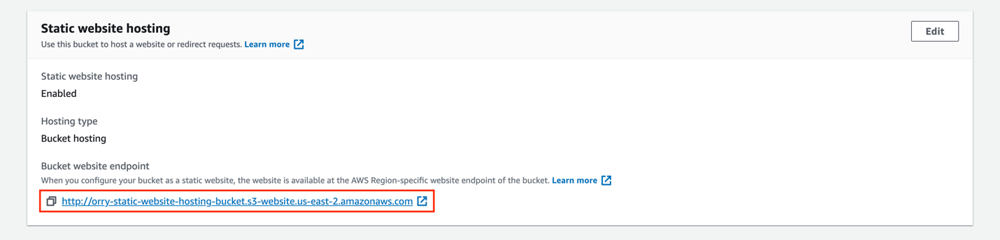 Static website hosting
Edit
Use this bucket to host a website or redirect requests. Learn more
Static website hosting
Enabled
Hosting type
Bucket hosting
Bucket website endpoint
When you configure your bucket as a static website, the website is available at the AWS Region-specific website endpoint of the bucket. Learn more
http://orry-static-website-hosting-bucket.s3-website.us-east-2.amazonaws.com